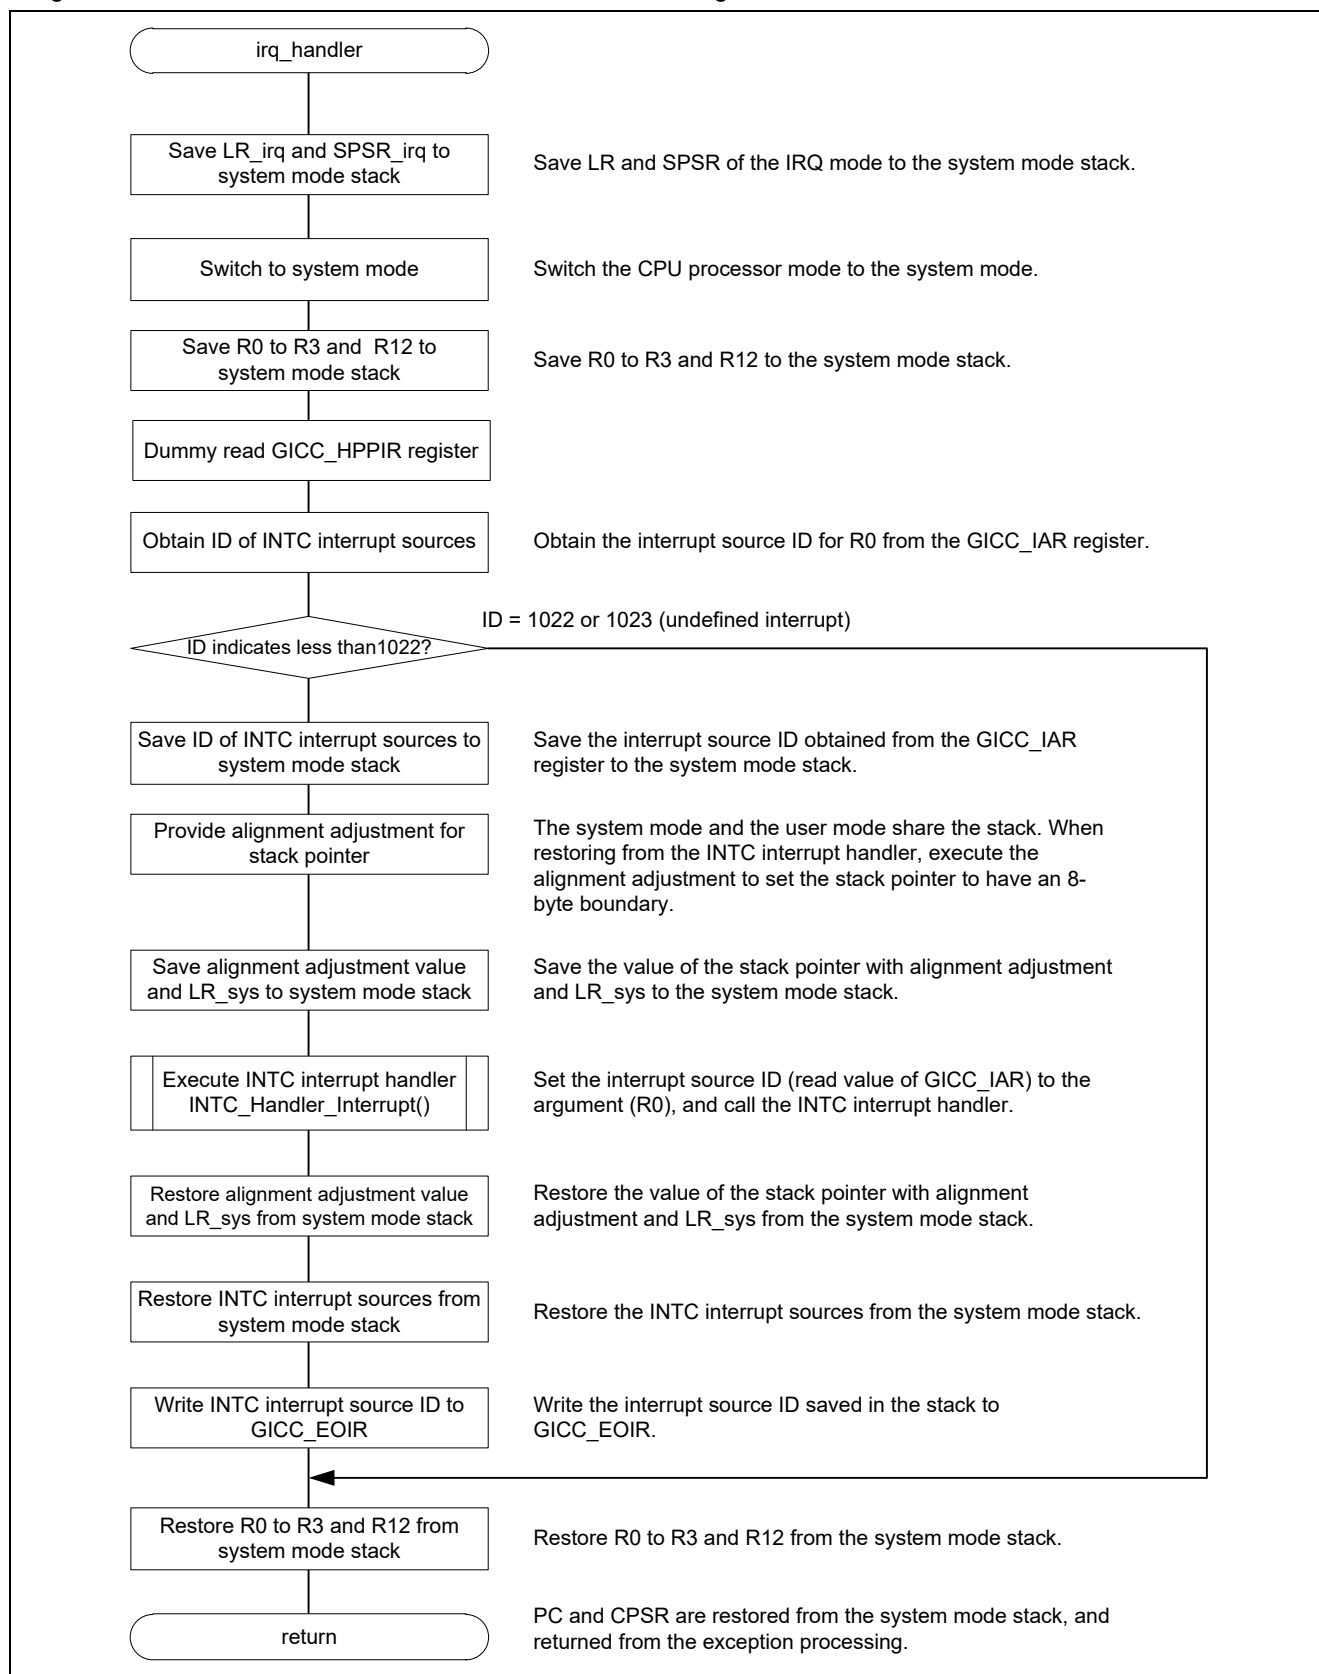 irq_handler
Save LR_irq and SPSR_irq to
system mode stack
Save LR and SPSR of the IRQ mode to the system mode stack.
Switch to system mode
Switch the CPU processor mode to the system mode.
Save R0 to R3 and  R12 to
system mode stack
Save R0 to R3 and R12 to the system mode stack.
Dummy read GICC_HPPIR register
Obtain ID of INTC interrupt sources
Obtain the interrupt source ID for R0 from the GICC_IAR register.
ID = 1022 or 1023 (undefined interrupt)
ID indicates less than1022?
Save ID of INTC interrupt sources to
system mode stack
Save the interrupt source ID obtained from the GICC_IAR
register to the system mode stack.
Provide alignment adjustment for
stack pointer
The system mode and the user mode share the stack. When
restoring from the INTC interrupt handler, execute the
alignment adjustment to set the stack pointer to have an 8-
byte boundary.
Save alignment adjustment value
and LR_sys to system mode stack
Save the value of the stack pointer with alignment adjustment
and LR_sys to the system mode stack.
Execute INTC interrupt handler
INTC_Handler_Interrupt()
Set the interrupt source ID (read value of GICC_IAR) to the
argument (R0), and call the INTC interrupt handler.
Restore alignment adjustment value
and LR_sys from system mode stack
Restore the value of the stack pointer with alignment
adjustment and LR_sys from the system mode stack.
Restore INTC interrupt sources from
system mode stack
Restore the INTC interrupt sources from the system mode stack.
Write INTC interrupt source ID to
GICC_EOIR
Write the interrupt source ID saved in the stack to
GICC_EOIR.
Restore R0 to R3 and R12 from
system mode stack
Restore R0 to R3 and R12 from the system mode stack.
return
PC and CPSR are restored from the system mode stack, and
returned from the exception processing.